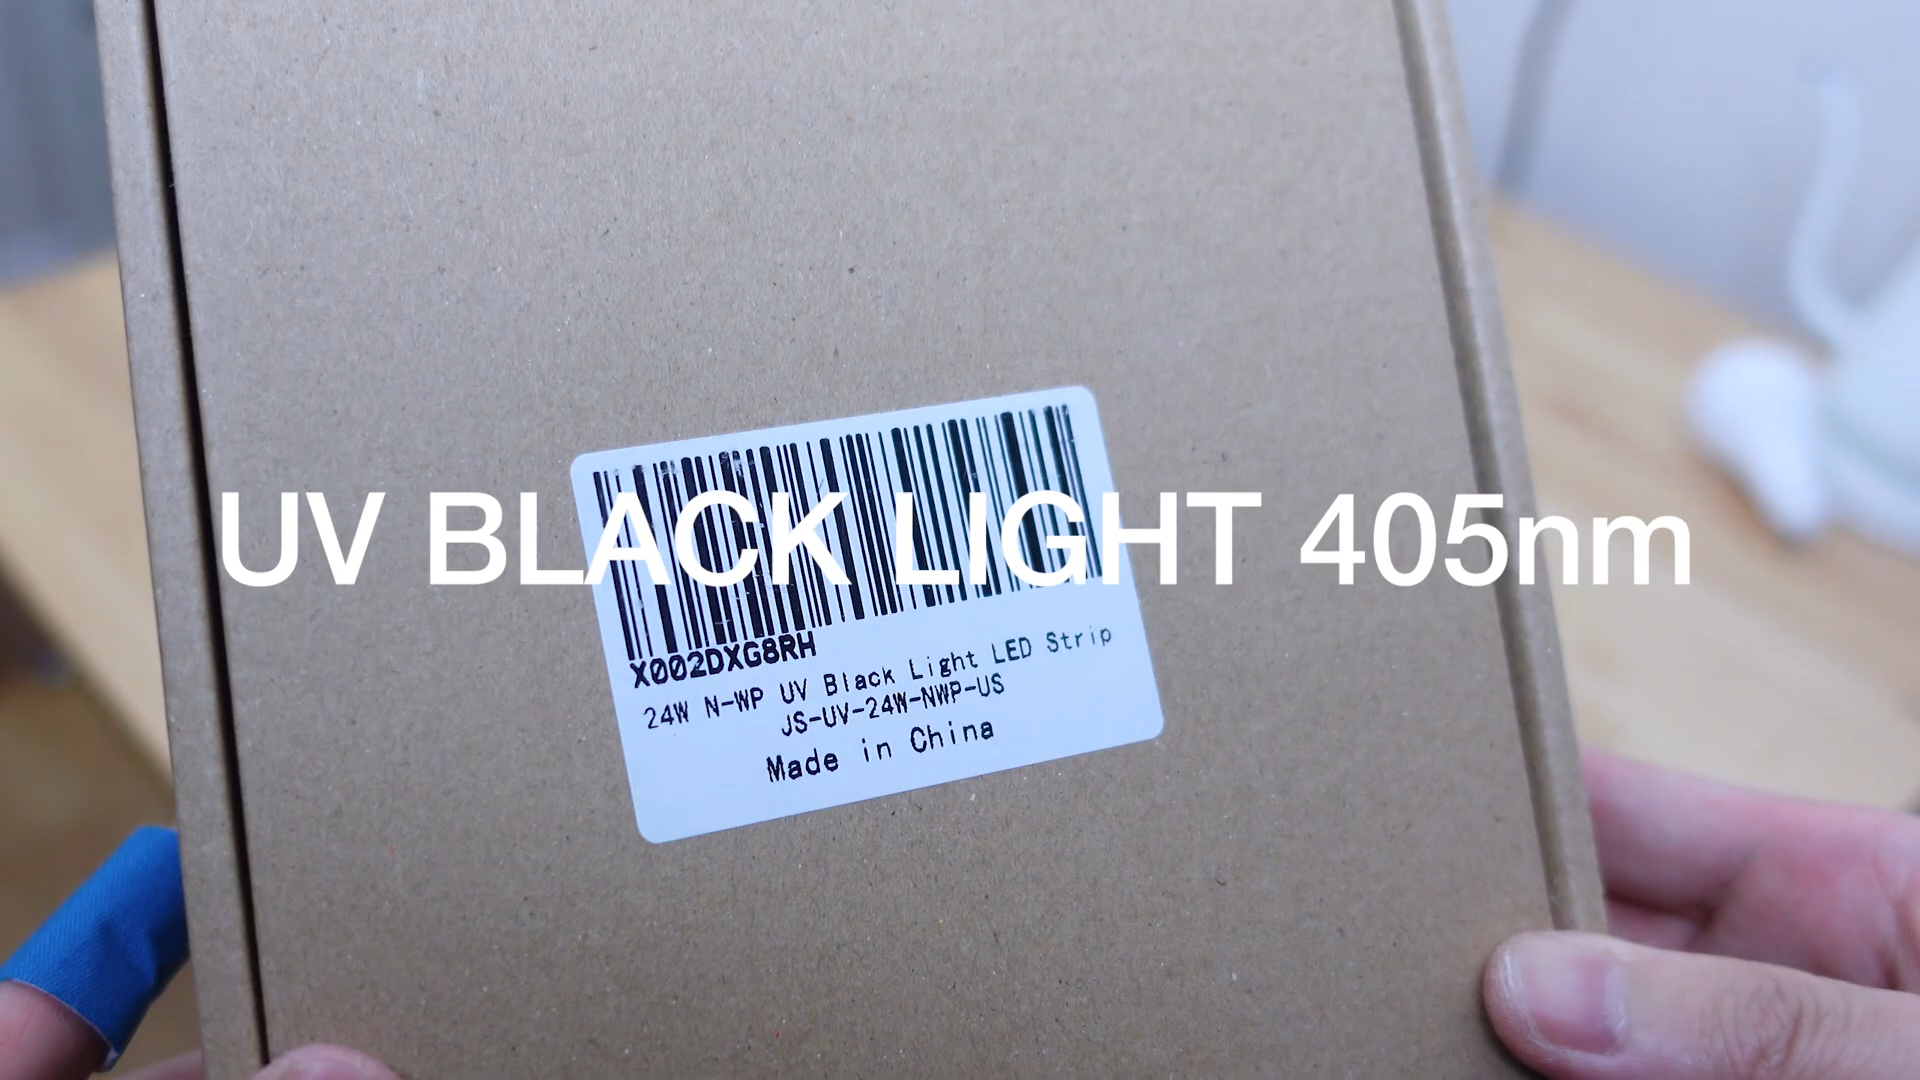 UV BLACK LIGHT 405nm
X002DXG8RH
24W N-WP UV Black Light LED Strip
JS-UV-24W-NWP-US
Made in China